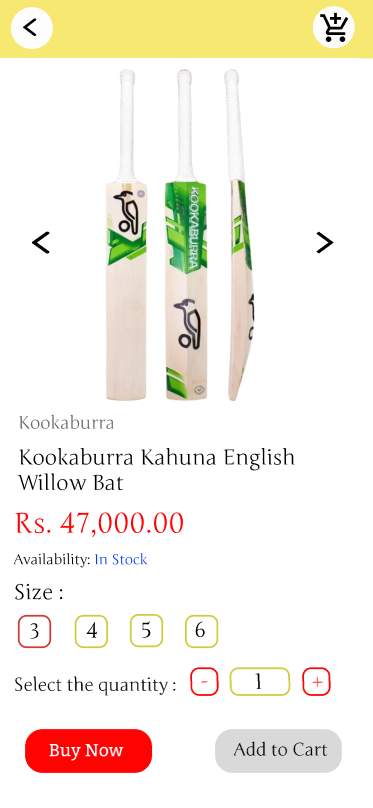 KOOKABURRA
Kookaburra
Kookaburra Kahuna English
Willow Bat
Rs. 47,000.00
Availability: In Stock
Size :
3 4 5 6
Select the quantity : - 1 +
Buy Now Add to Cart